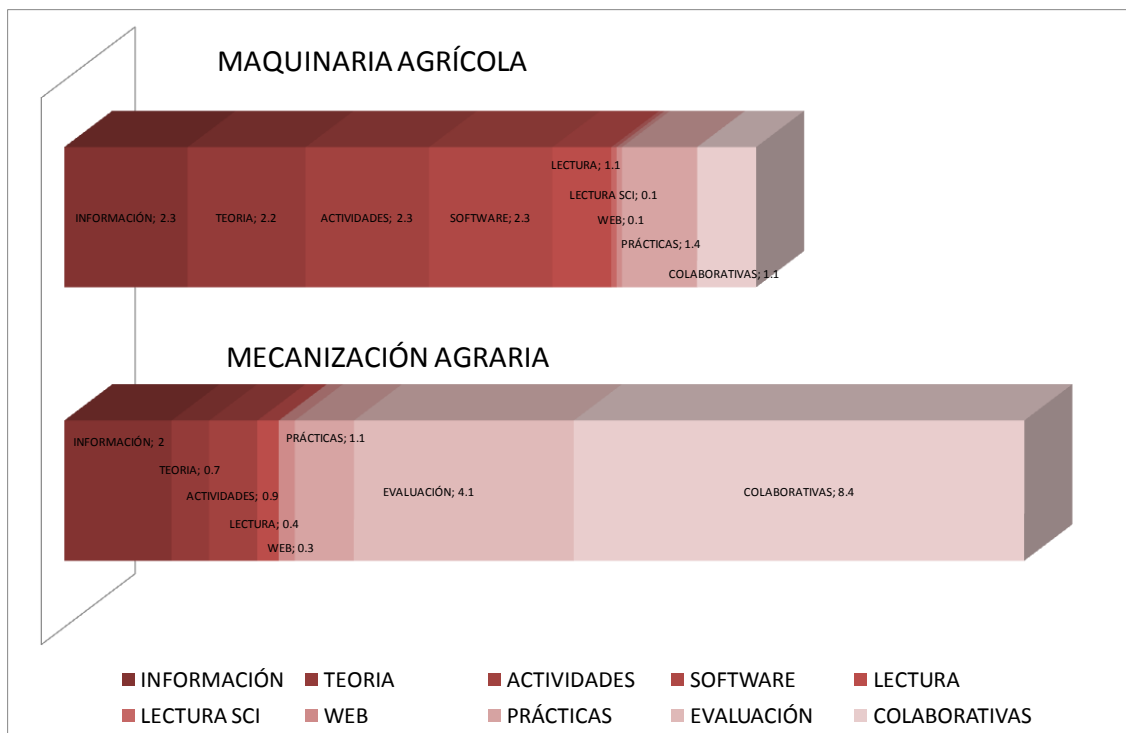 MAQUINARIA AGRÍCOLA
LECTURA; 1.1
LECTURA SCI; 0.1
INFORMACIÓN; 2.3 TEORIA; 2.2 ACTIVIDADES; 2.3 SOFTWARE; 2.3 WEB; 0.1
PRÁCTICAS; 1.4
COLABORATIVAS; 1.1
MECANIZACIÓN AGRARIA
INFORMACIÓN; 2 PRÁCTICAS; 1.1
TEORIA; 0.7
ACTIVIDADES; 0.9 EVALUACIÓN; 4.1 COLABORATIVAS; 8.4
LECTURA; 0.4
WEB; 0.3
INFORMACIÓN TEORIA ACTIVIDADES SOFTWARE LECTURA
LECTURA SCI WEB PRÁCTICAS EVALUACIÓN COLABORATIVAS